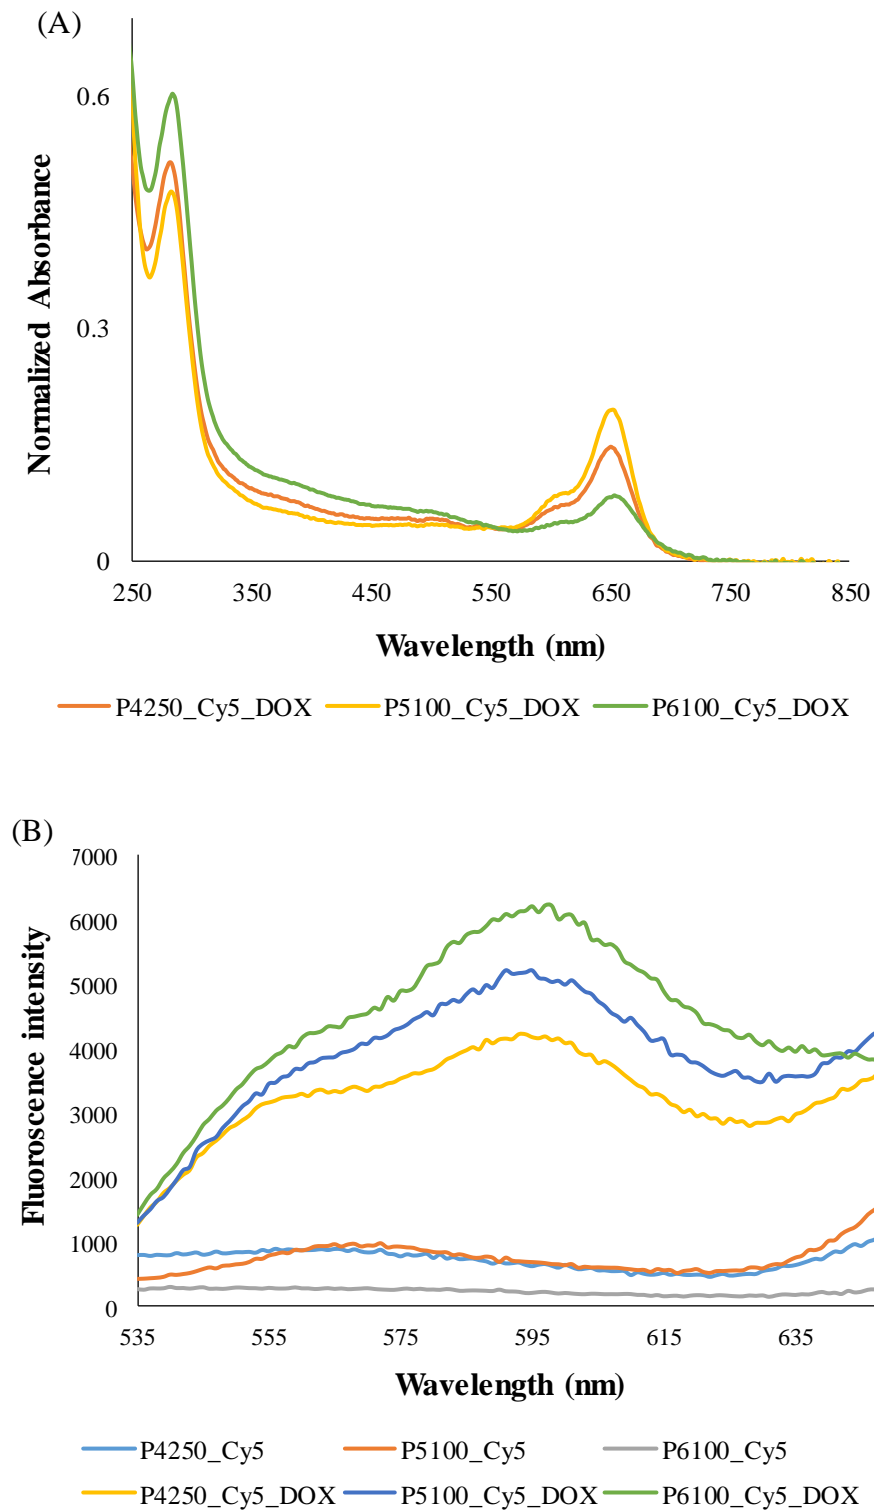 (A)
Normalized Absorbance
0.6
0.3
0
250 350 450 550 650 750 850
Wavelength (nm)
P4250_Cy5_DOX P5100_Cy5_DOX P6100_Cy5_DOX
(B)
Fluoroscence intensity
7000
6000
5000
4000
3000
2000
1000
0
535 555 575 595 615 635
Wavelength (nm)
P4250_Cy5 P5100_Cy5 P6100_Cy5
P4250_Cy5_DOX P5100_Cy5_DOX P6100_Cy5_DOX